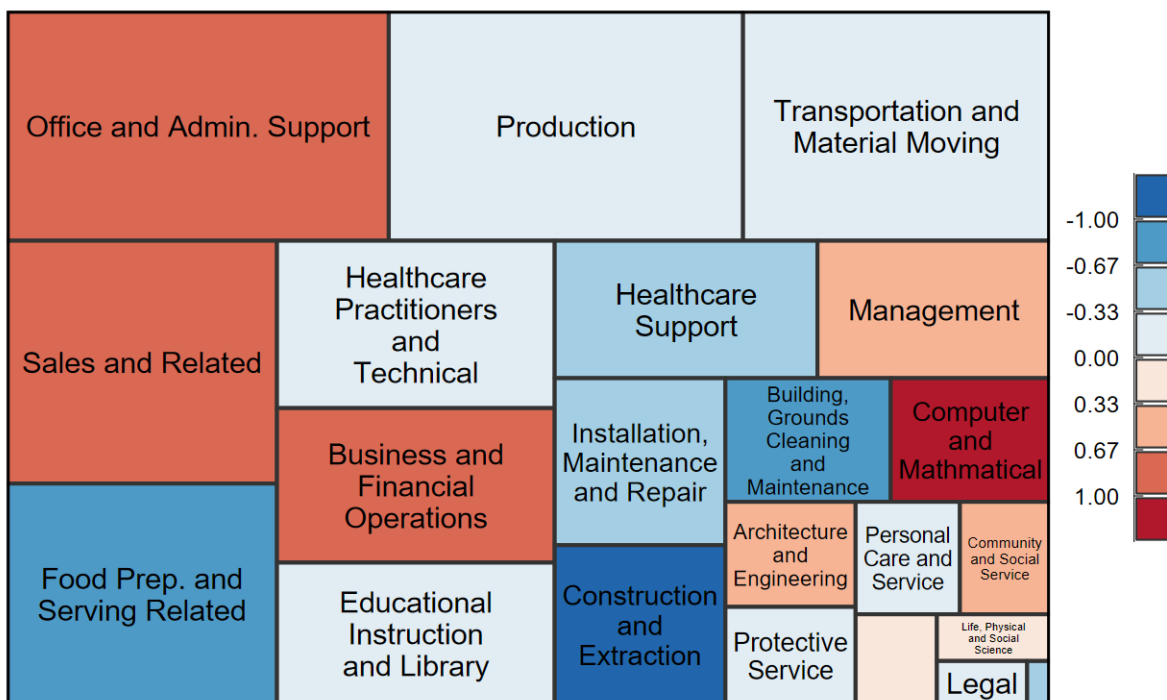 Office and Admin. Support
Production
Transportation and
Material Moving
Sales and Related
Healthcare
Practitioners
and
Technical
Healthcare
Support
Management
Business and
Financial
Operations
Installation,
Maintenance
and Repair
Building,
Grounds
Cleaning
and
Maintenance
Computer
and
Mathmatical
Food Prep. and
Serving Related
Educational
Instruction
and Library
Construction
and
Extraction
Architecture
and
Engineering
Personal
Care and
Service
Community
and Social
Service
Protective
Service
Life, Physical
and Social
Science
Legal
-1.00
-0.67
-0.33
0.00
0.33
0.67
1.00